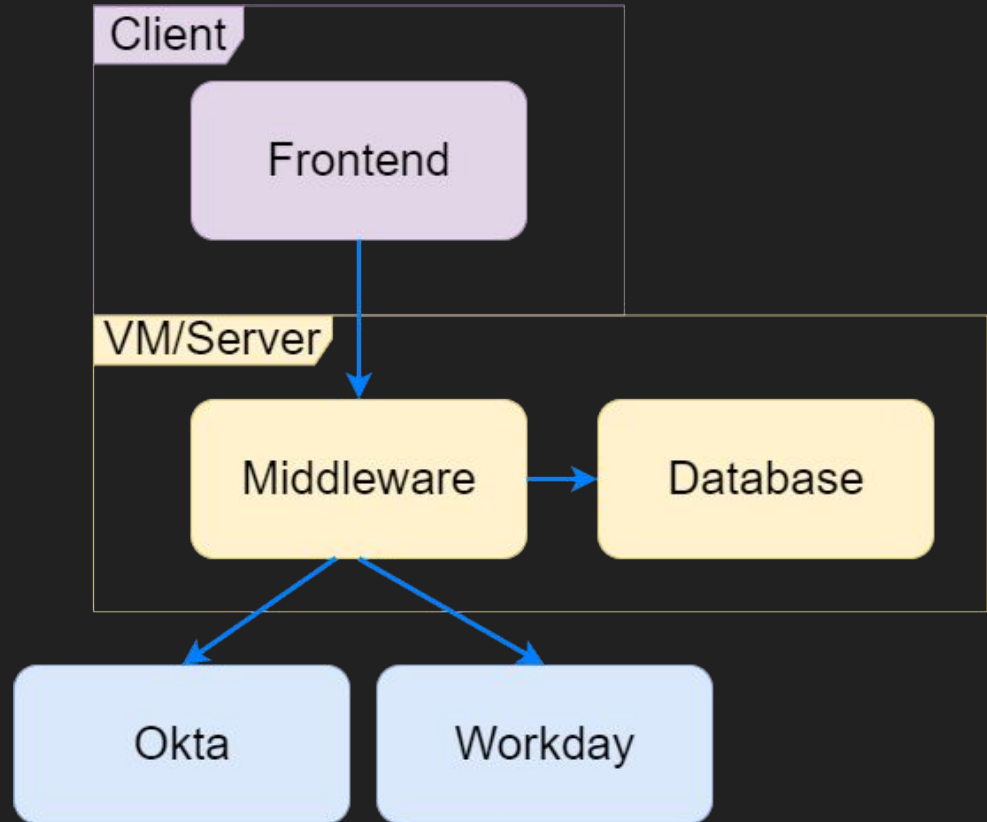 Client
Frontend
VM/Server
Middleware
Database
Okta
Workday